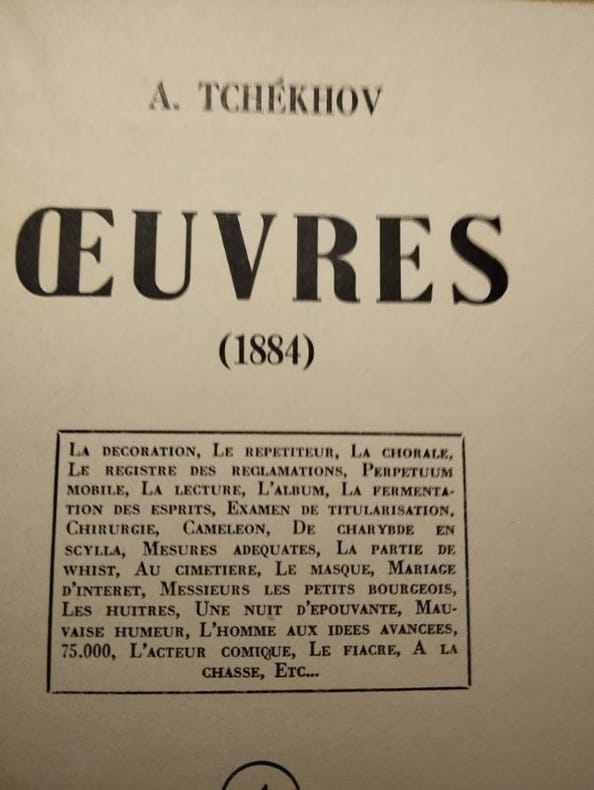 A. TCHÉKHOV
ŒUVRES
(1884)
LA DECORATION, LE REPETITEUR, LA CHORALE,
LE REGISTRE DES RECLAMATIONS, PERPETUUM
MOBILE, LA LECTURE, L'ALBUM, LA FERMENTA-
TION DES ESPRITS, EXAMEN DE TITULARISATION,
CHIRURGIE, CAMELEON, DE CHARYBDE EN
SCYLLA, MESURES ADEQUATES, LA PARTIE DE
WHIST, AU CIMETIERE, LE MASQUE, MARIAGE
D'INTERET, MESSIEURS LES PETITS BOURGEOIS,
LES HUITRES, UNE NUIT D'EPOUVANTE, MAU-
VAISE HUMEUR, L'HOMME AUX IDEES AVANCEES,
75.000, L'ACTEUR COMIQUE, LE FIACRE, A LA
CHASSE, ETC...